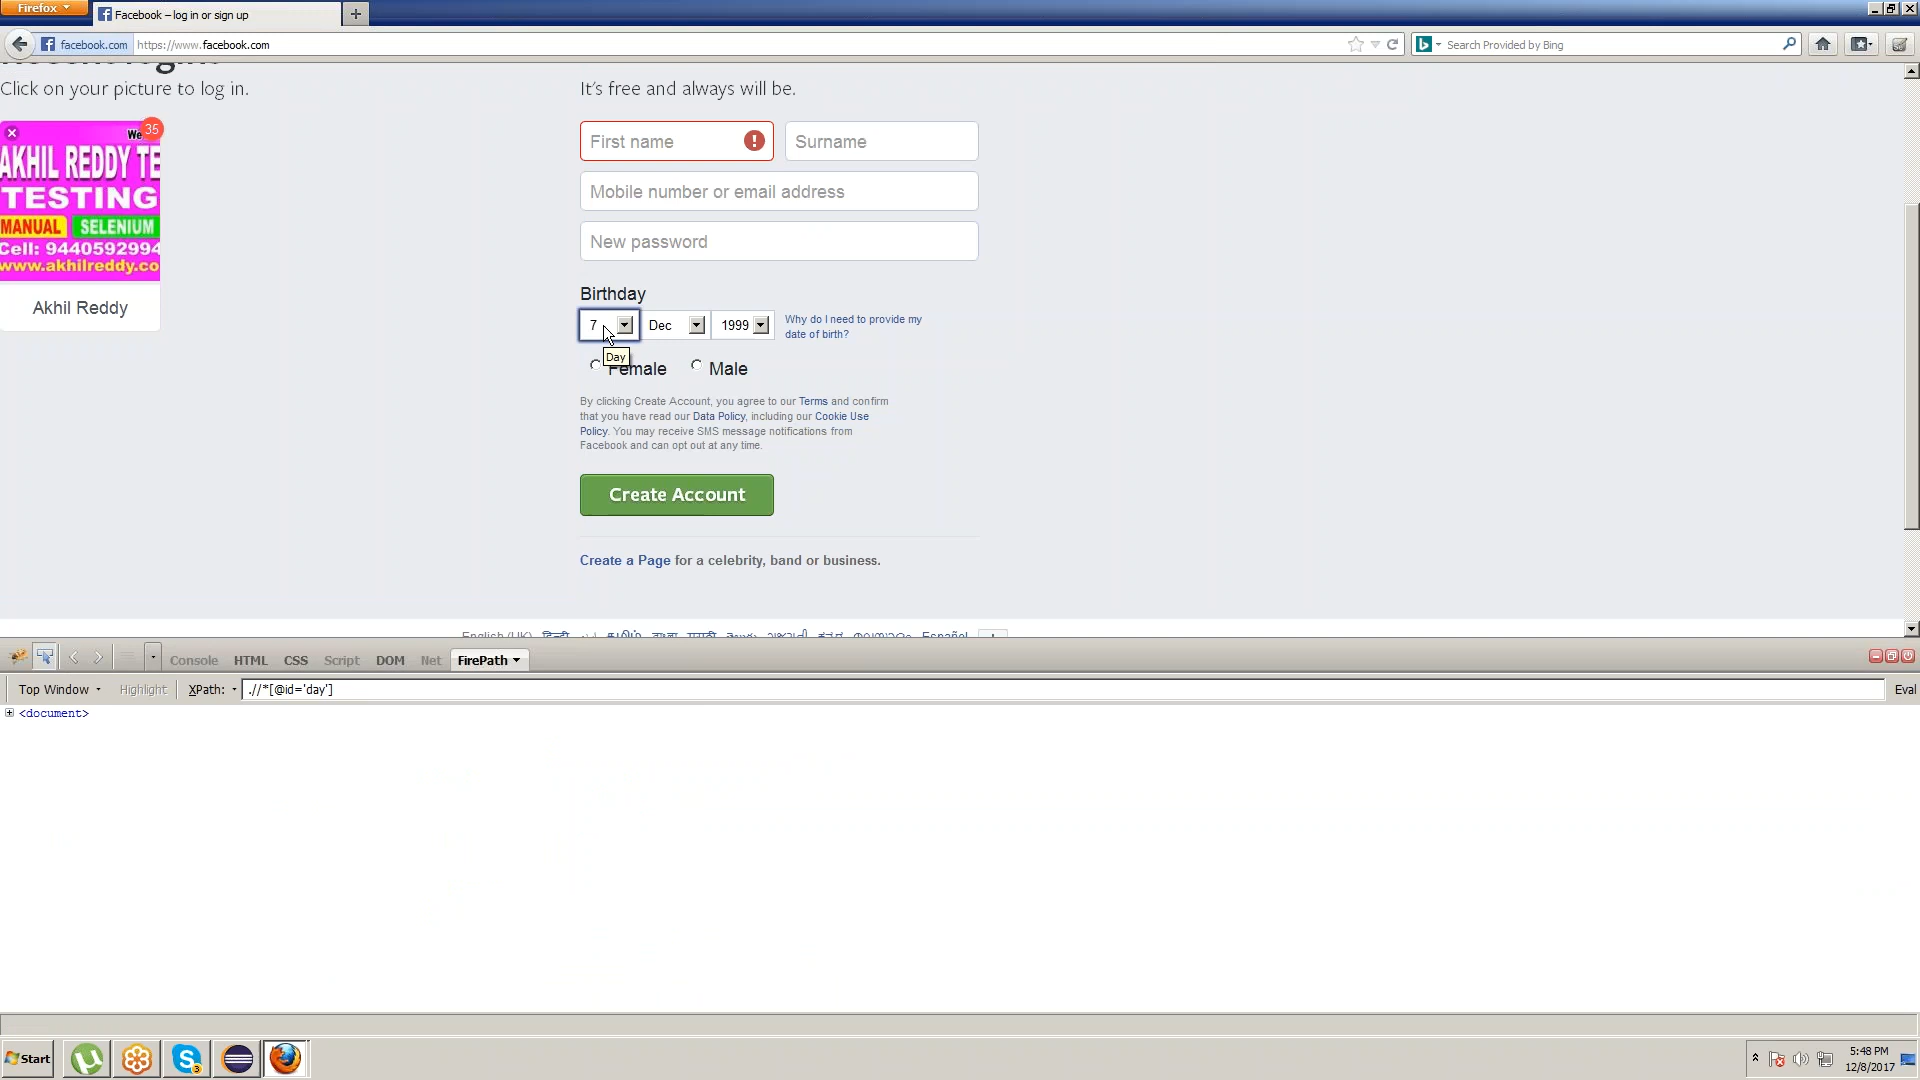 Firefox
Facebook – log in or sign up
facebook.com
https://www.facebook.com
Search Provided by Bing
Click on your picture to log in.
It's free and always will be.
35
We
AKHIL REDDY TE
TESTING
MANUAL SELENIUM
Cell: 9440592994
www.akhilreddy.co
Akhil Reddy
First name
Surname
Mobile number or email address
New password
Birthday
7
Dec
1999
Why do I need to provide my
date of birth?
Day
Female
Male
By clicking Create Account, you agree to our Terms and confirm
that you have read our Data Policy, including our Cookie Use
Policy. You may receive SMS message notifications from
Facebook and can opt out at any time.
Create Account
Create a Page for a celebrity, band or business.
English (UK) Español
Console HTML CSS Script DOM Net FirePath
Top Window Highlight XPath: .//*[@id='day'] Eval
<document>
Start
5:48 PM
12/8/2017